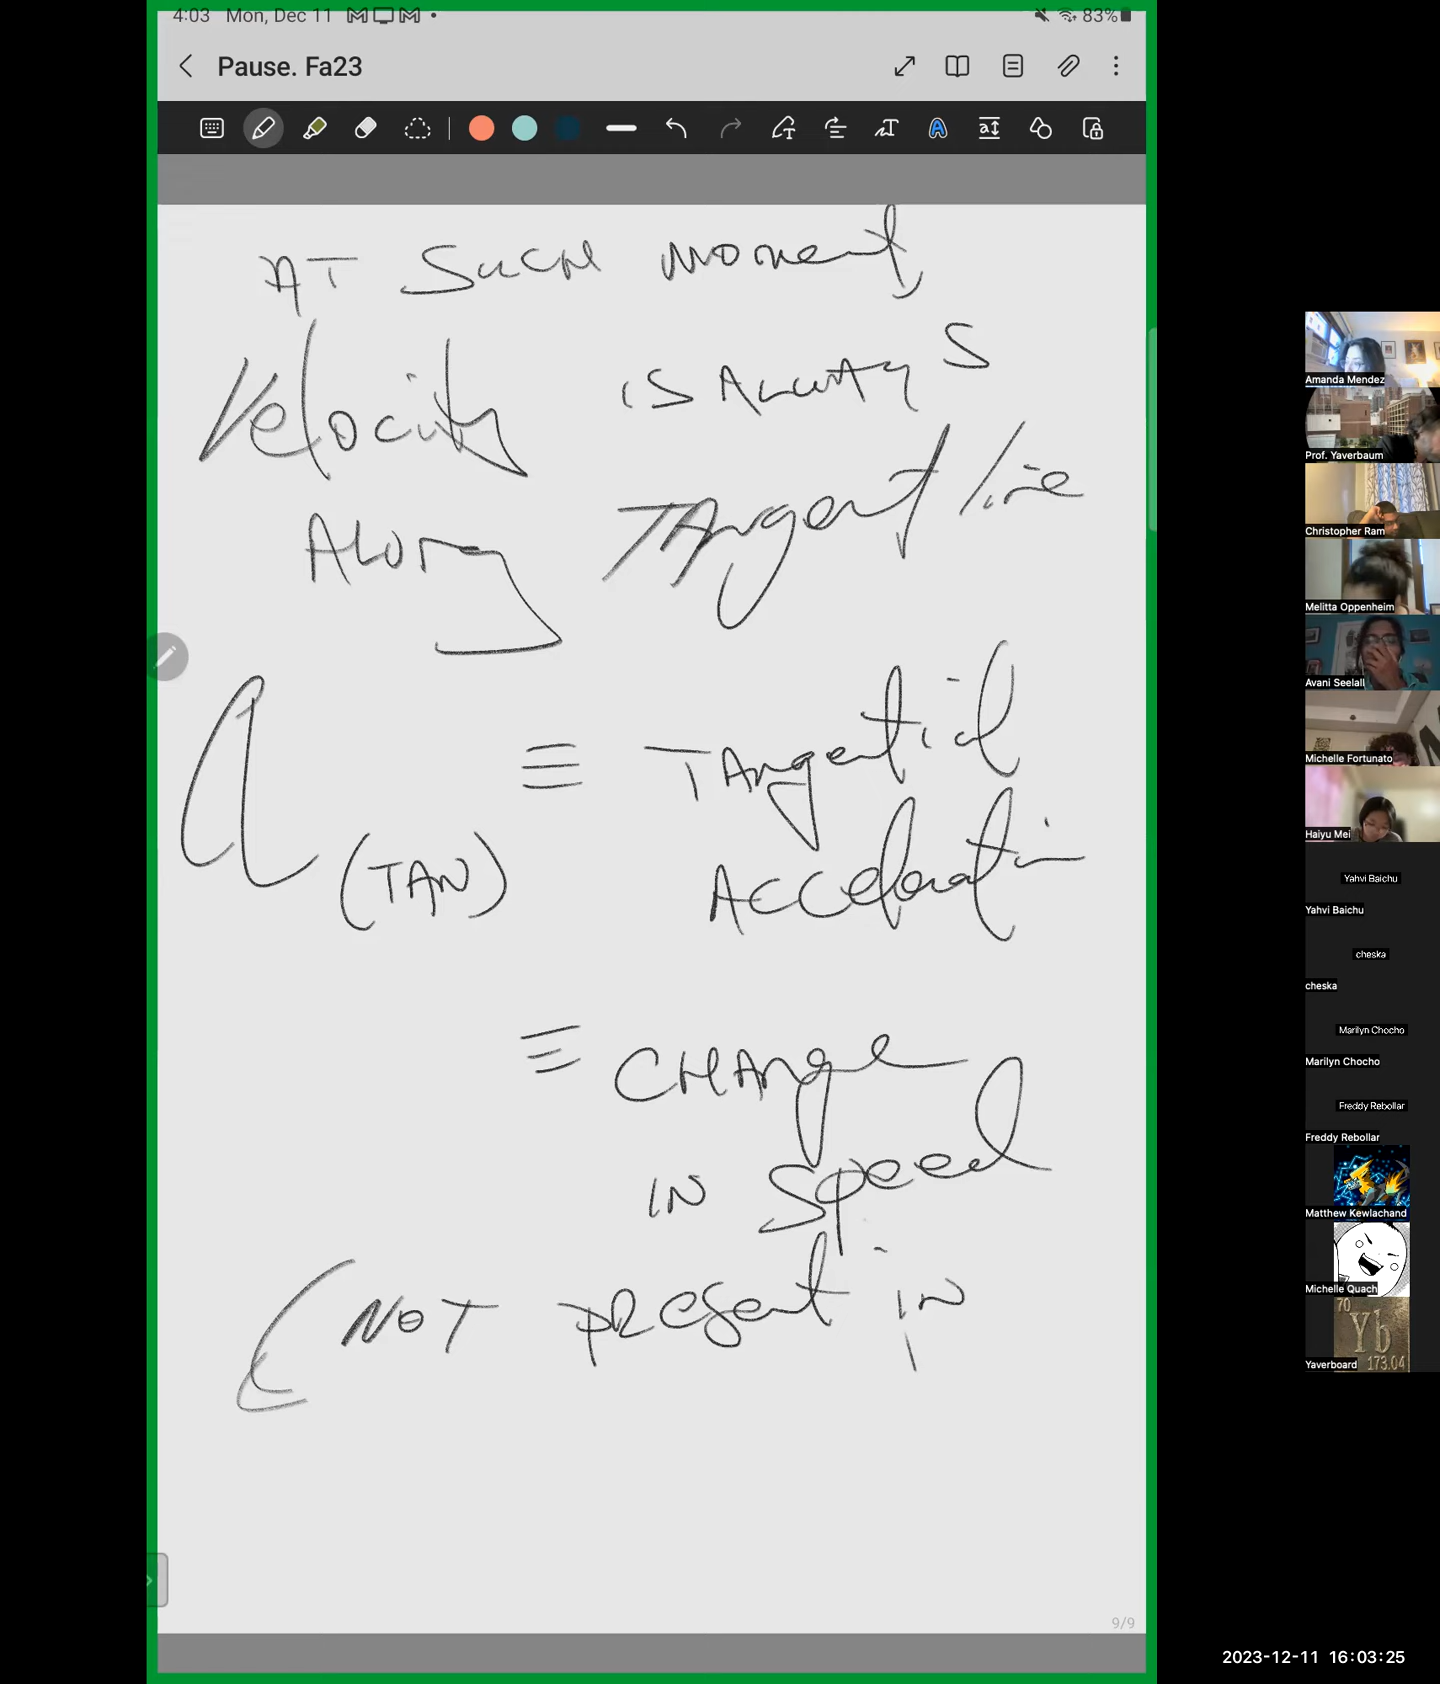 4:03 Mon, Dec 11
83%
Pause. Fa23
AT SUCH moment,
Velocity is Always
Along TAngent line
a (TAN) ≡ TAngential
Acceleration
≡ CHAnge
IN Speed
(NOT PResent in
9/9
Amanda Mendez
Prof. Yaverbaum
Christopher Ram
Melitta Oppenheim
Avani Seelall
Michelle Fortunato
Haiyu Mei
Yahvi Baichu
Yahvi Baichu
cheska
cheska
Marilyn Chocho
Marilyn Chocho
Freddy Rebollar
Freddy Rebollar
Matthew Kewlachand
Michelle Quach
70
Yb
Yaverboard 173.04
2023-12-11 16:03:25